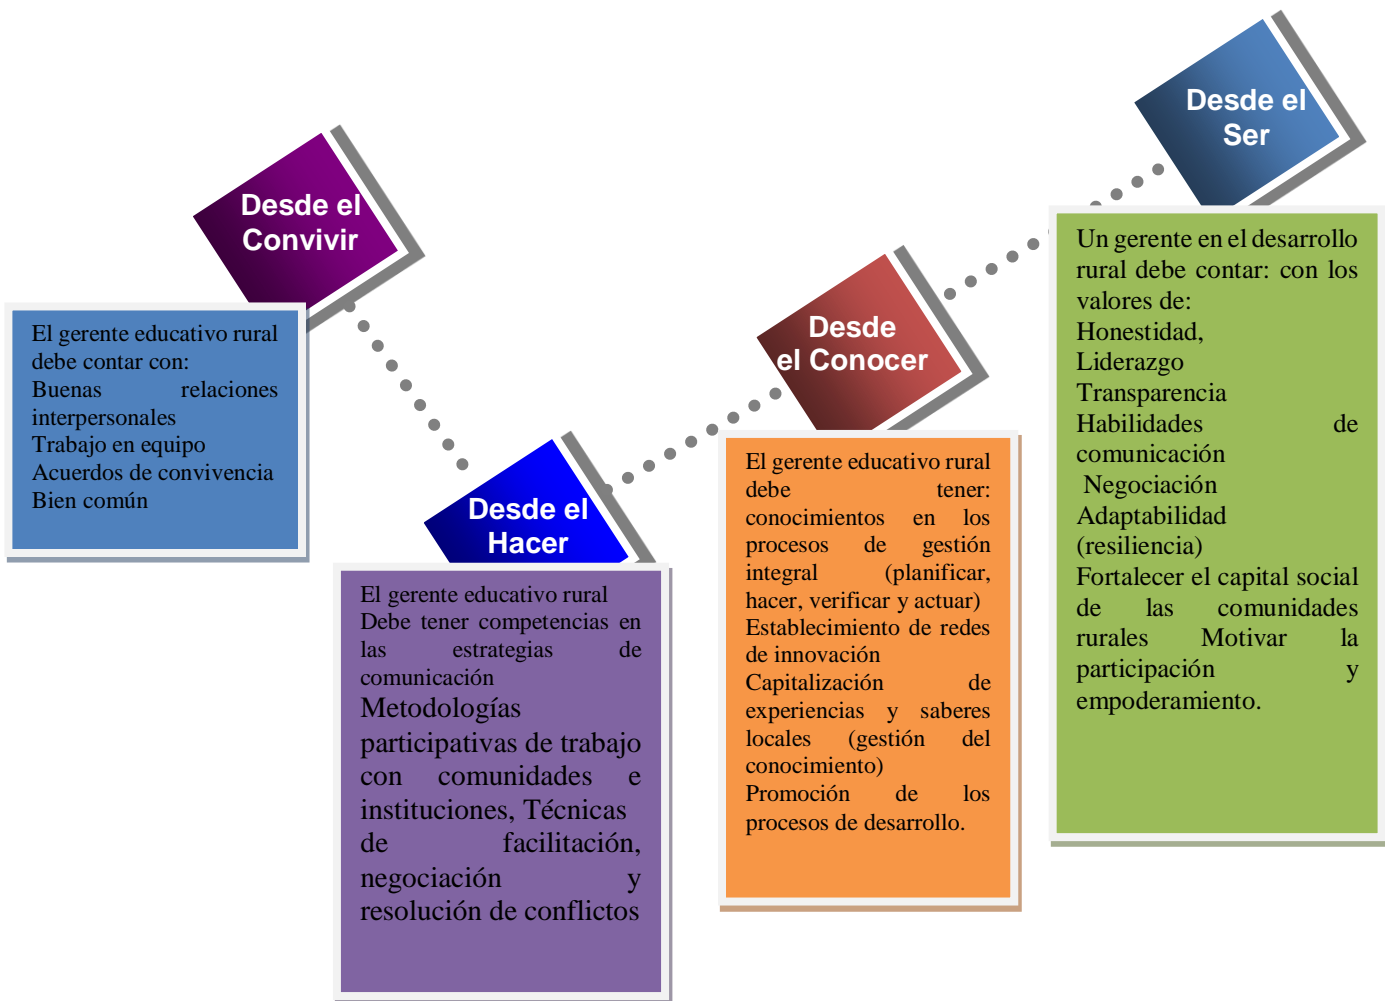 Desde el
Convivir
El gerente educativo rural
debe contar con:
Buenas relaciones
interpersonales
Trabajo en equipo
Acuerdos de convivencia
Bien común
Desde el
Hacer
El gerente educativo rural
Debe tener competencias en
las estrategias de
comunicación
Metodologías
participativas de trabajo
con comunidades e
instituciones, Técnicas
de facilitación,
negociación y
resolución de conflictos
Desde
el Conocer
El gerente educativo rural
debe tener:
conocimientos en los
procesos de gestión
integral (planificar,
hacer, verificar y actuar)
Establecimiento de redes
de innovación
Capitalización de
experiencias y saberes
locales (gestión del
conocimiento)
Promoción de los
procesos de desarrollo.
Desde el
Ser
Un gerente en el desarrollo
rural debe contar: con los
valores de:
Honestidad,
Liderazgo
Transparencia
Habilidades de
comunicación
Negociación
Adaptabilidad
(resiliencia)
Fortalecer el capital social
de las comunidades
rurales Motivar la
participación y
empoderamiento.